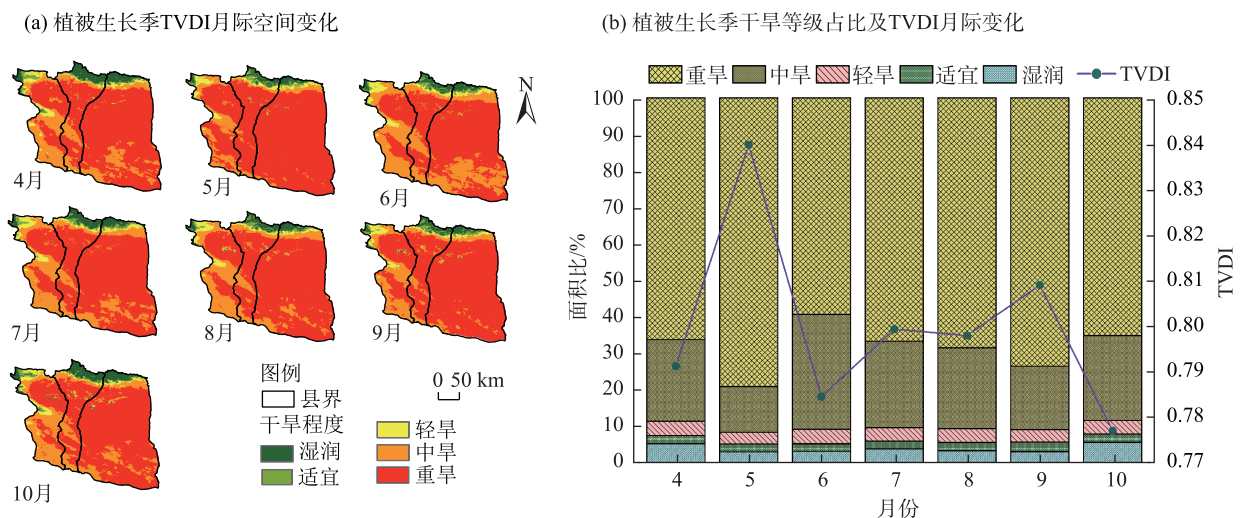 (a) 植被生长季TVDI月际空间变化
N
4月
5月
6月
7月
8月
9月
10月
图例
县界
干旱程度
湿润
适宜
轻旱
中旱
重旱
0 50 km
(b) 植被生长季干旱等级占比及TVDI月际变化
重旱 中旱 轻旱 适宜 湿润 TVDI
100
90
80
70
60
50
40
30
20
10
0
面积比/%
0.85
0.84
0.83
0.82
0.81
0.80
0.79
0.78
0.77
TVDI
4 5 6 7 8 9 10
月份